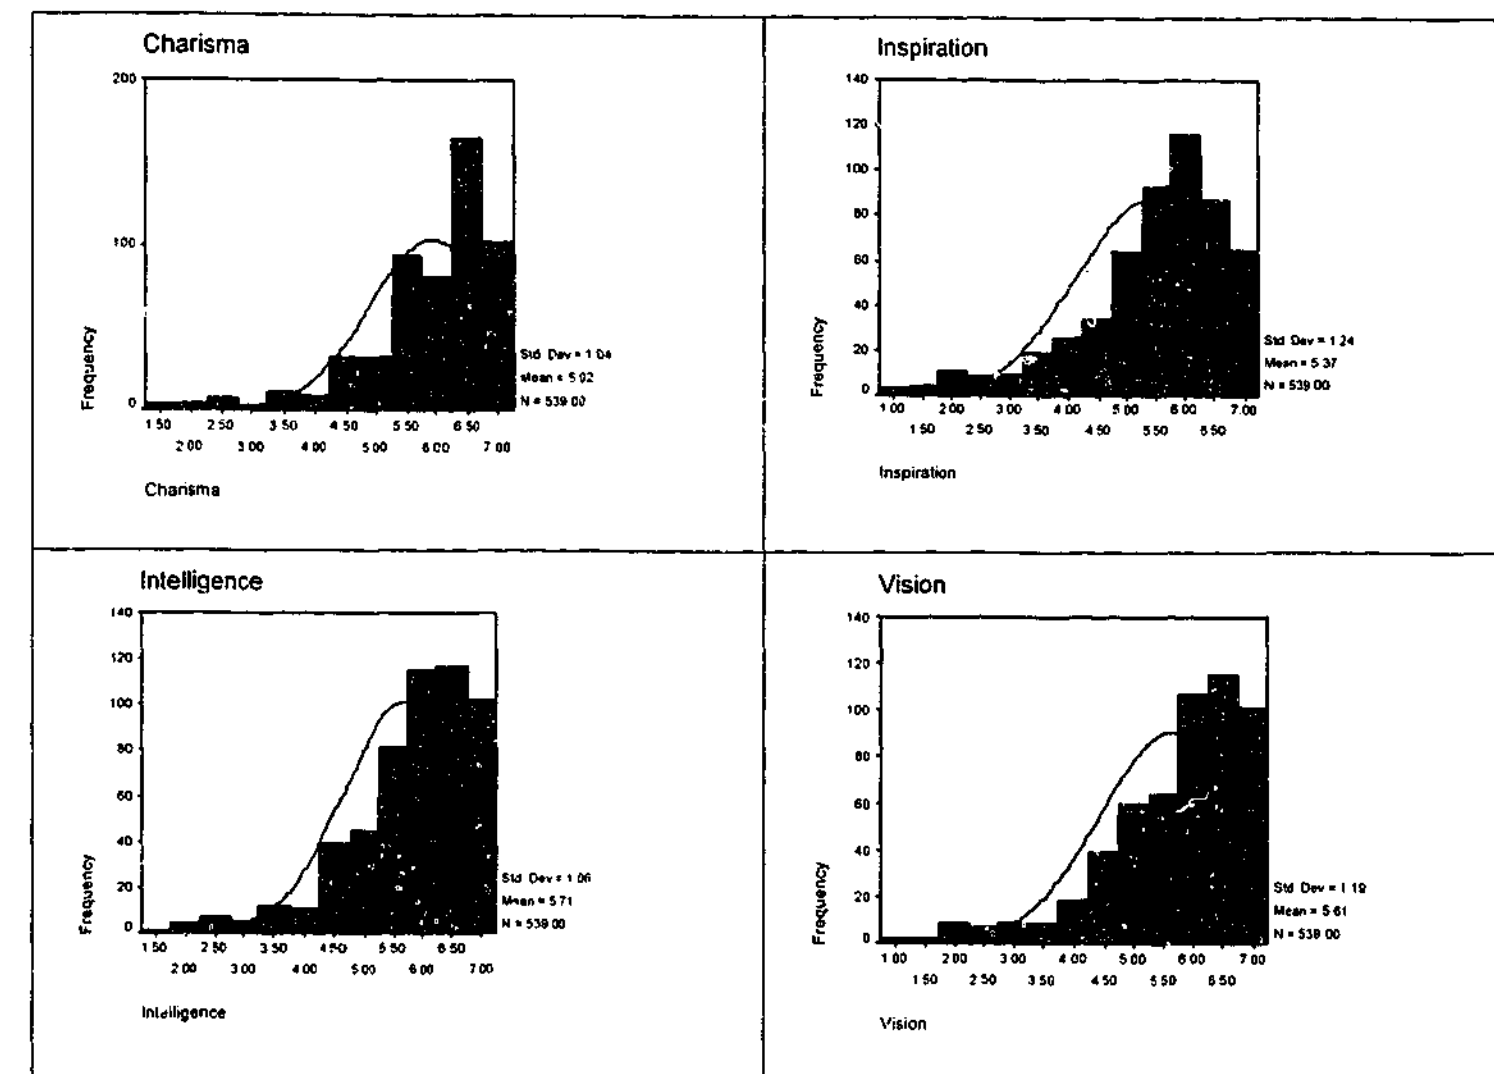 Charisma
200
100
0
Frequency
Std. Dev = 1.04
Mean = 5.92
N = 539.00
1.50 2.50 3.50 4.50 5.50 6.50
2.00 3.00 4.00 5.00 6.00 7.00
Charisma
Inspiration
140
120
100
80
60
40
20
0
Frequency
Std. Dev = 1.24
Mean = 5.37
N = 539.00
1.00 2.00 3.00 4.00 5.00 6.00 7.00
1.50 2.50 3.50 4.50 5.50 6.50
Inspiration
Intelligence
140
120
100
80
60
40
20
0
Frequency
Std. Dev = 1.06
Mean = 5.71
N = 539.00
1.50 2.50 3.50 4.50 5.50 6.50
2.00 3.00 4.00 5.00 6.00 7.00
Intelligence
Vision
140
120
100
80
60
40
20
0
Frequency
Std. Dev = 1.19
Mean = 5.61
N = 539.00
1.00 2.00 3.00 4.00 5.00 6.00 7.00
1.50 2.50 3.50 4.50 5.50 6.50
Vision